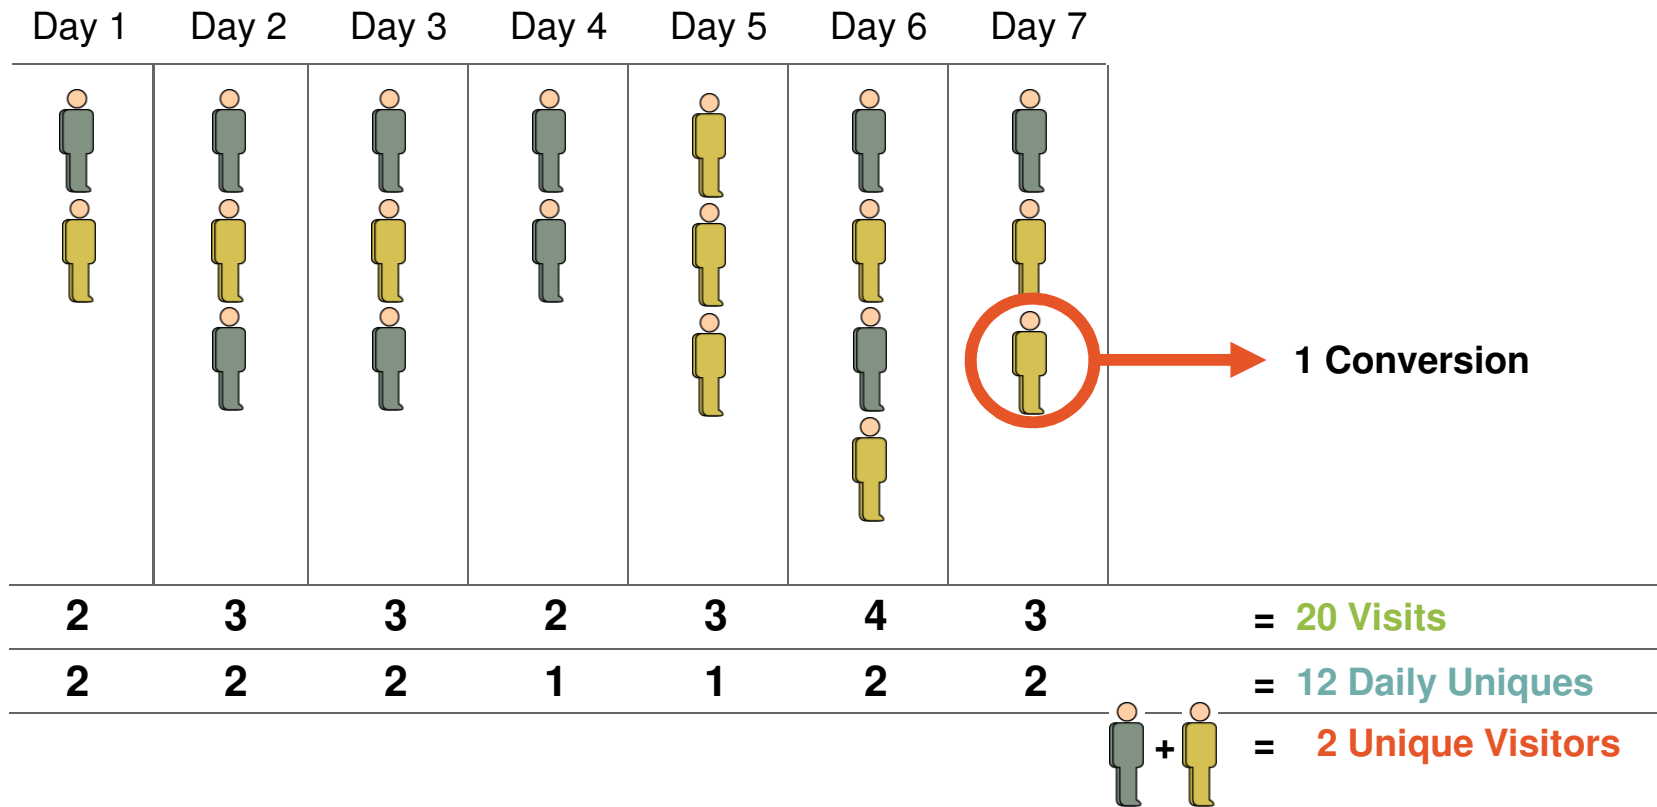 Day 1 Day 2 Day 3 Day 4 Day 5 Day 6 Day 7
1 Conversion
2 3 3 2 3 4 3 = 20 Visits
2 2 2 1 1 2 2 = 12 Daily Uniques
+ = 2 Unique Visitors